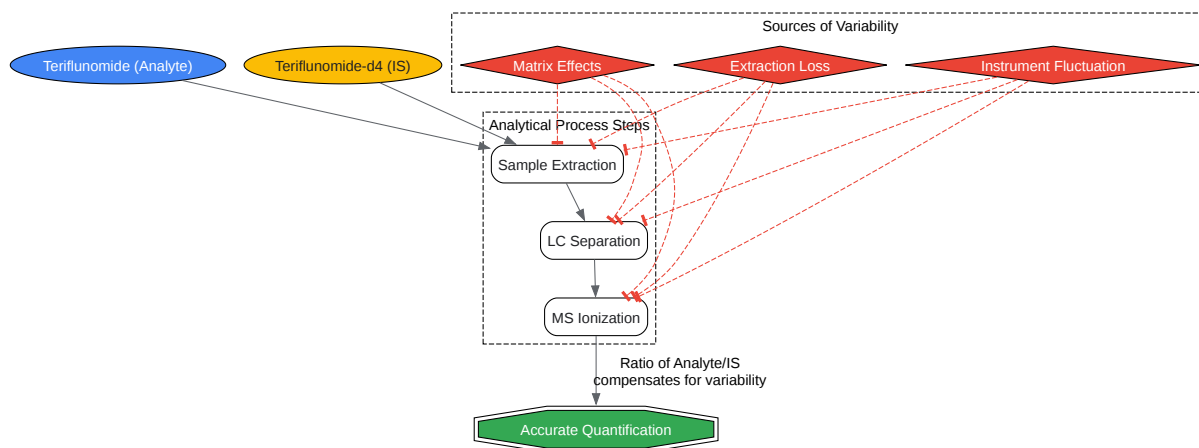 Sources of Variability
Teriflunomide (Analyte)
Teriflunomide-d4 (IS)
Matrix Effects
Extraction Loss
Instrument Fluctuation
Analytical Process Steps
Sample Extraction
LC Separation
MS Ionization
Ratio of Analyte/IS
compensates for variability
Accurate Quantification